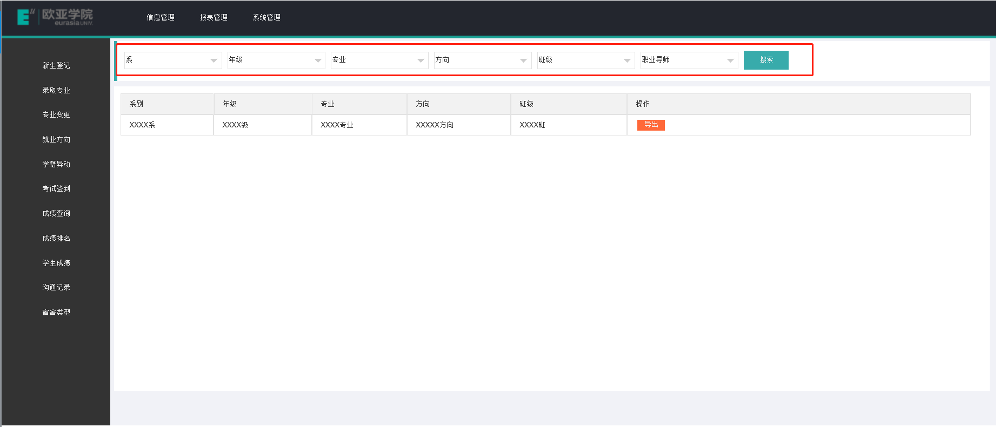 欧亚学院
eurasia UNIV.
信息管理 报表管理 系统管理
新生登记
录取专业
专业变更
就业方向
学籍异动
考试签到
成绩查询
成绩排名
学生成绩
沟通记录
宿舍类型
系 年级 专业 方向 班级 职业导师 搜索
系别 年级 专业 方向 班级 操作
XXXX系 XXXX级 XXXX专业 XXXXX方向 XXXX班 导出